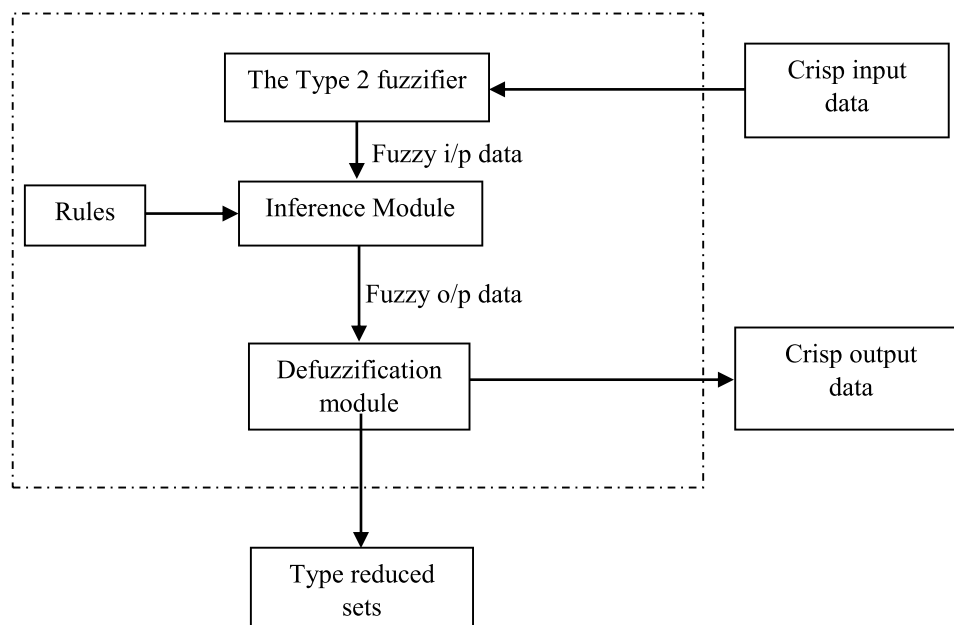 The Type 2 fuzzifier
Crisp input
data
Fuzzy i/p data
Rules
Inference Module
Fuzzy o/p data
Defuzzification
module
Crisp output
data
Type reduced
sets